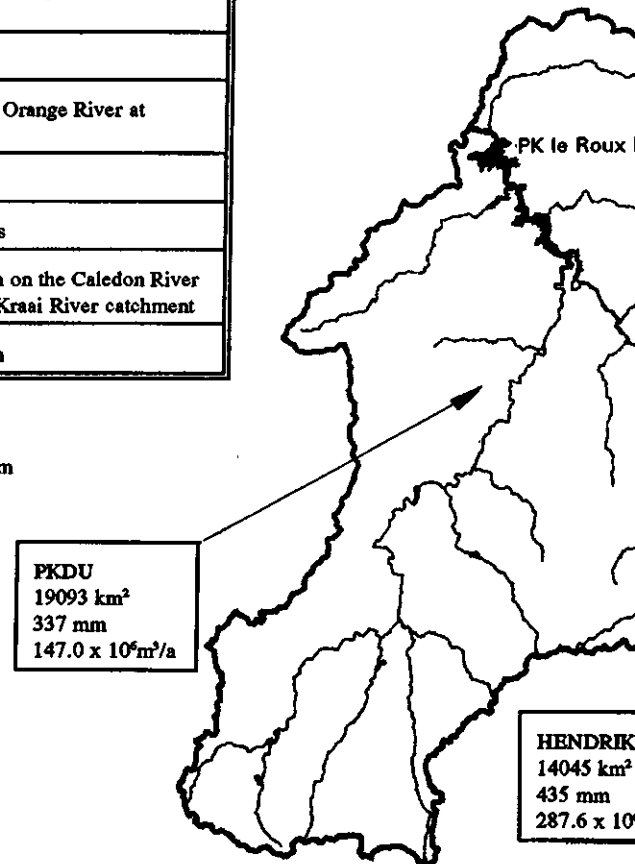 Orange River at
on the Caledon River
Kraai River catchment
PK le Roux
PKDU
19093 km²
337 mm
147.0 x 10⁶m³/a
HENDRIK
14045 km²
435 mm
287.6 x 10⁶